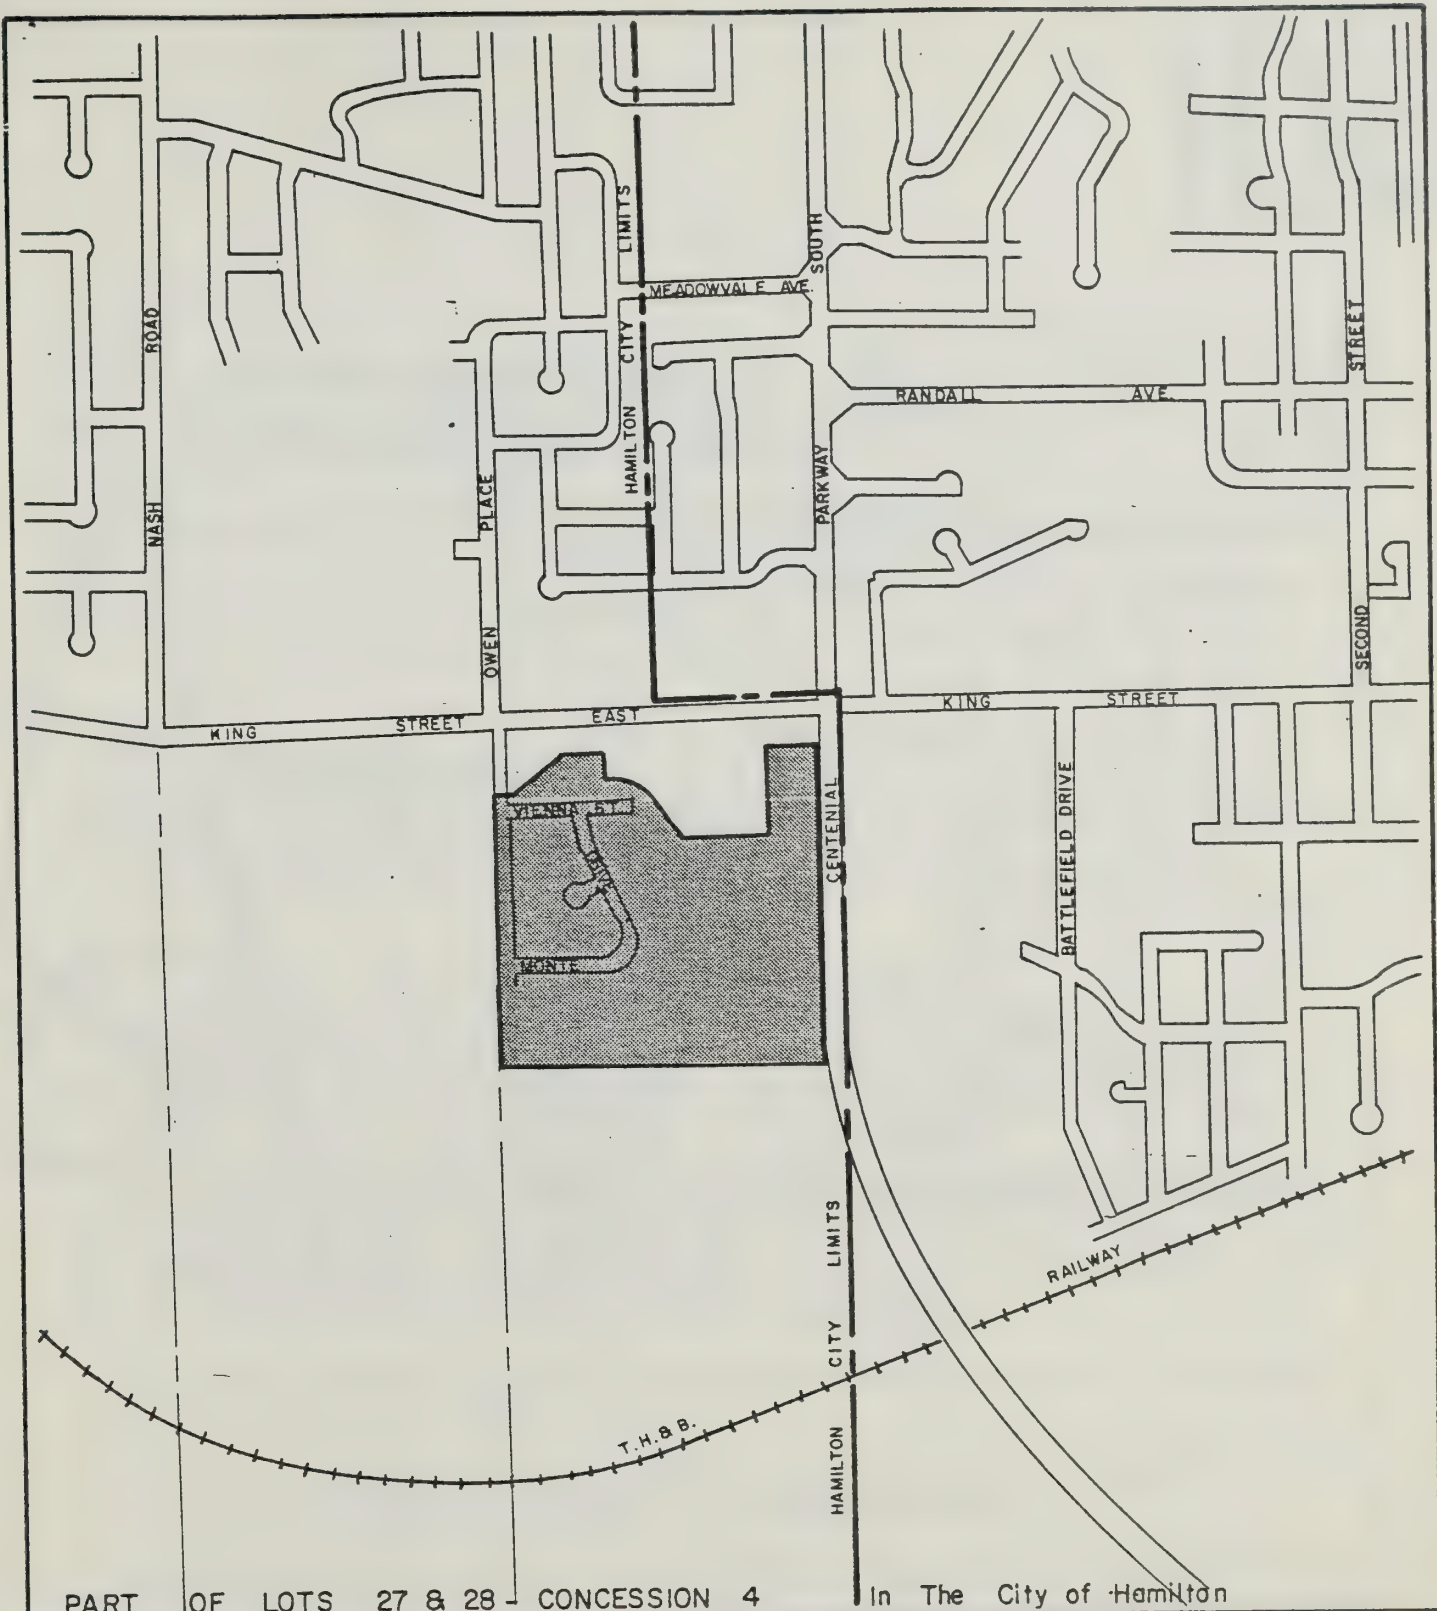 LIMITS
SOUTH
MEADOWVALE AVE.
ROAD
CITY
STREET
RANDALL AVE.
HAMILTON
PLACE
PARKWAY
NASH
OWEN
SECOND
KING STREET EAST
KING STREET
VIENNA ST.
CENTENIAL
BATTLEFIELD DRIVE
DRIVE
MONTE
LIMITS
RAILWAY
CITY
T.H.& B.
HAMILTON
PART OF LOTS 27 & 28 - CONCESSION 4 In The City of Hamilton